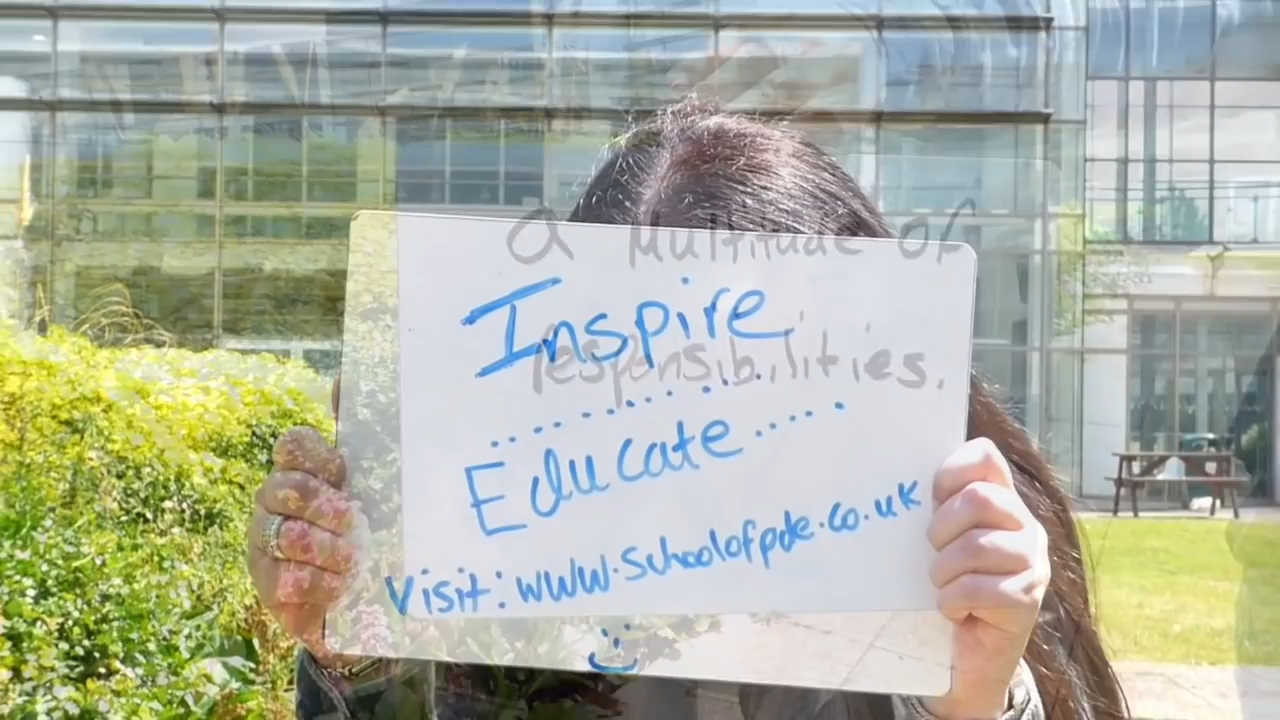 a Multitude of
Inspire
responsibilities.
Educate
Visit: www.schoolofpde.co.uk